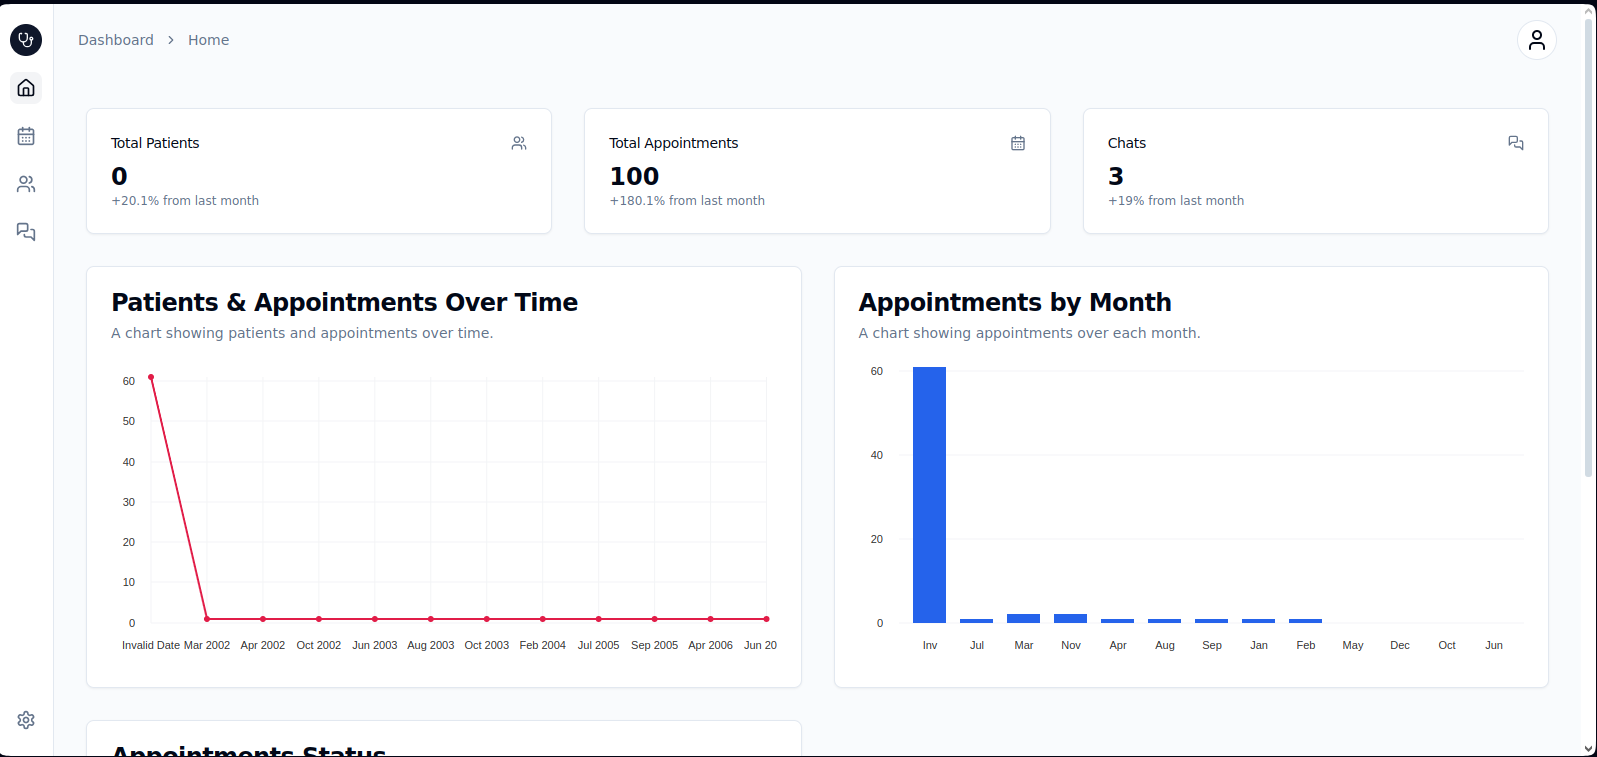 Dashboard > Home
Total Patients
0
+20.1% from last month
Total Appointments
100
+180.1% from last month
Chats
3
+19% from last month
Patients & Appointments Over Time
A chart showing patients and appointments over time.
60
50
40
30
20
10
0
Invalid Date Mar 2002 Apr 2002 Oct 2002 Jun 2003 Aug 2003 Oct 2003 Feb 2004 Jul 2005 Sep 2005 Apr 2006 Jun 20
Appointments by Month
A chart showing appointments over each month.
60
40
20
0
Inv Jul Mar Nov Apr Aug Sep Jan Feb May Dec Oct Jun
Appointments Status